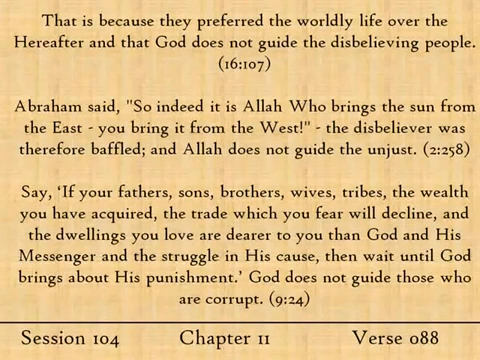 That is because they preferred the worldly life over the
Hereafter and that God does not guide the disbelieving people.
(16:107)
Abraham said, "So indeed it is Allah Who brings the sun from
the East - you bring it from the West!" - the disbeliever was
therefore baffled; and Allah does not guide the unjust. (2:258)
Say, ‘If your fathers, sons, brothers, wives, tribes, the wealth
you have acquired, the trade which you fear will decline, and
the dwellings you love are dearer to you than God and His
Messenger and the struggle in His cause, then wait until God
brings about His punishment.’ God does not guide those who
are corrupt. (9:24)
Session 104 Chapter 11 Verse 088